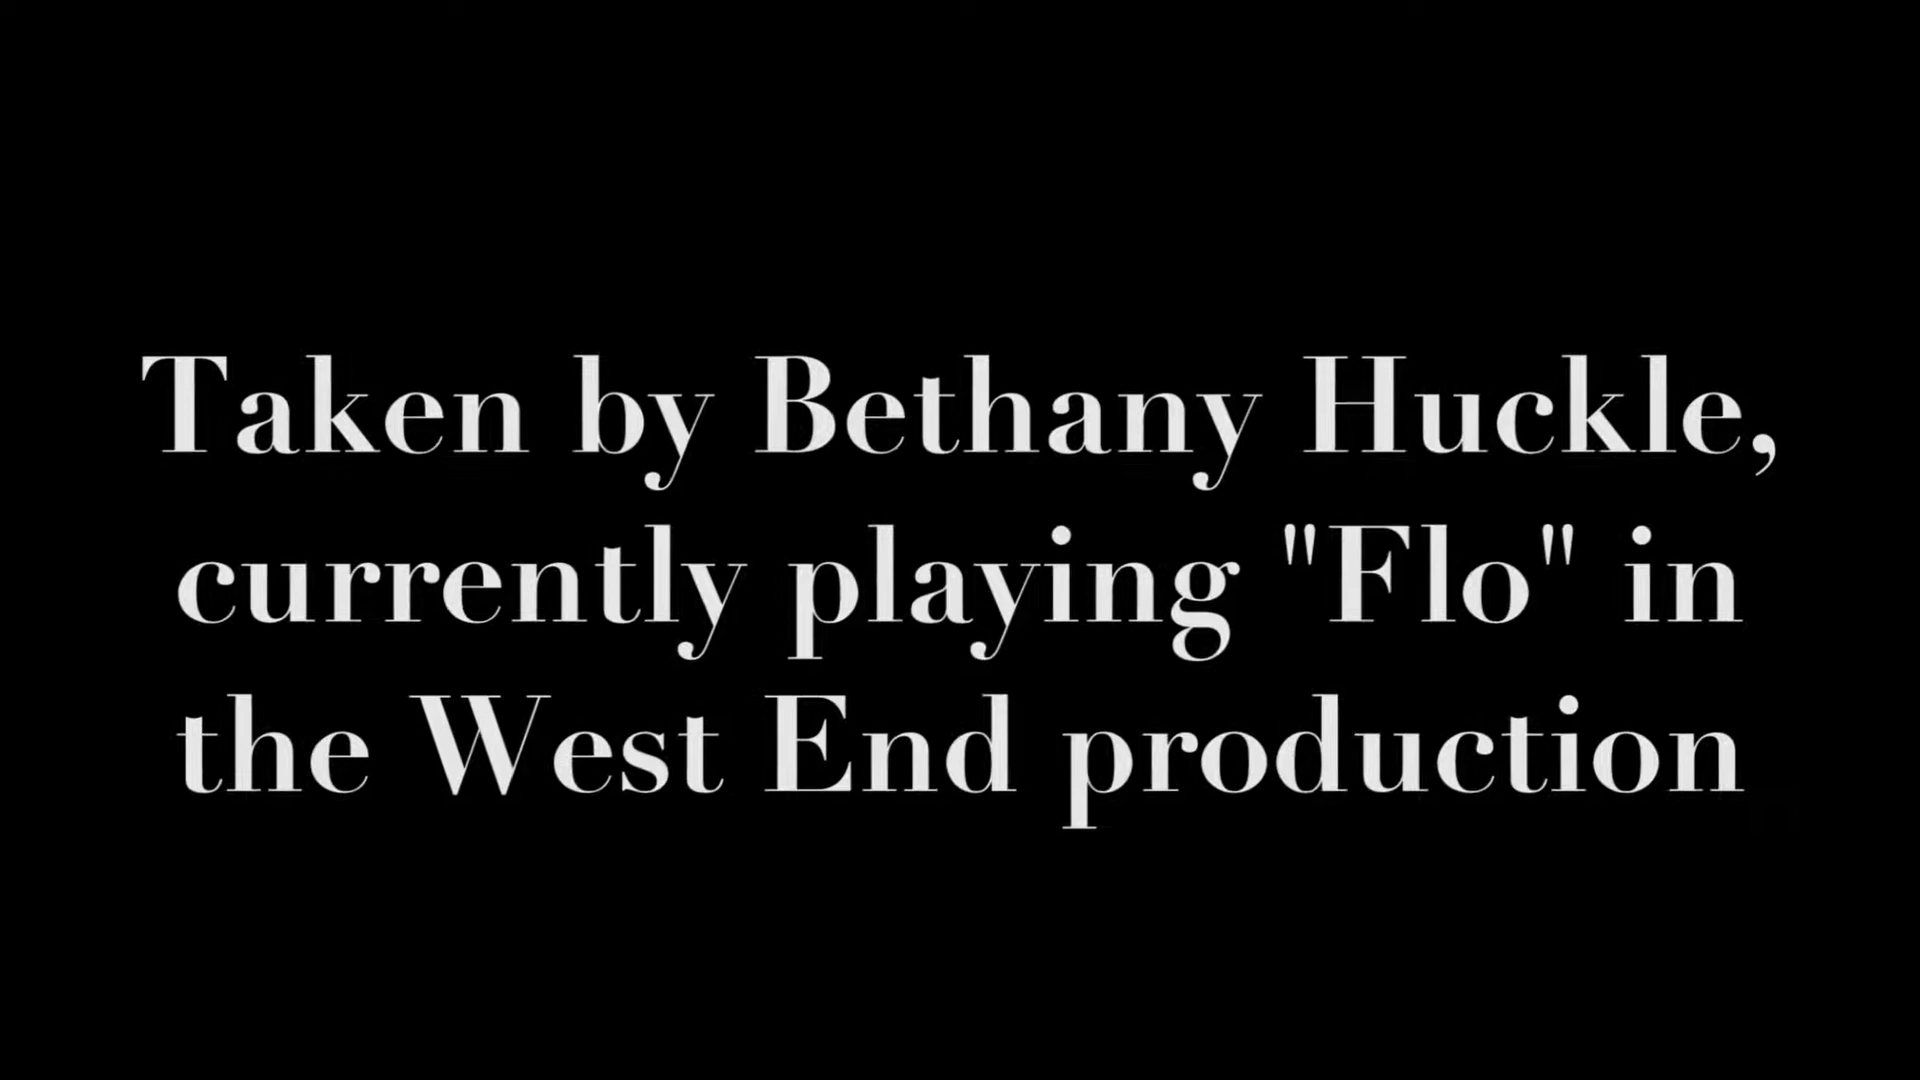 Taken by Bethany Huckle,
currently playing "Flo" in
the West End production